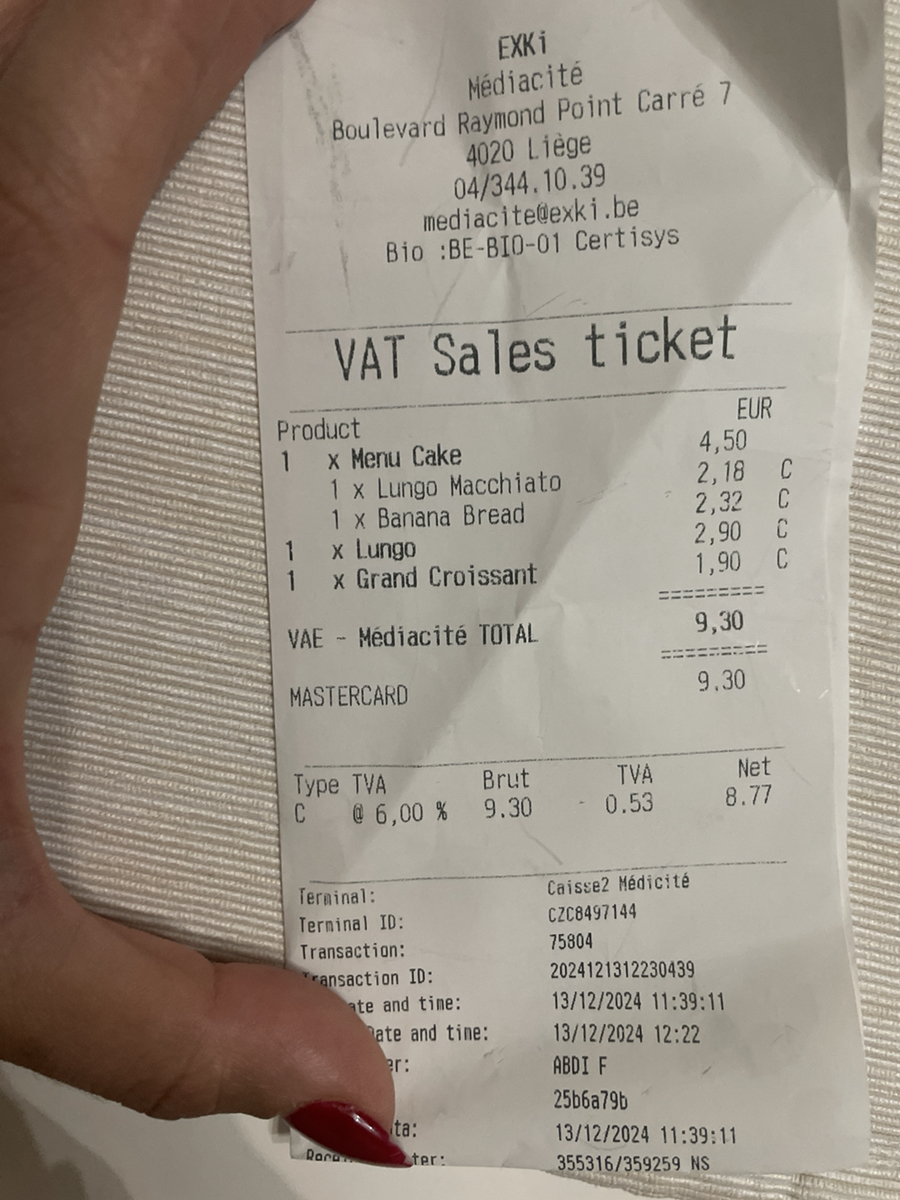 EXKi
Médiacité
Boulevard Raymond Point Carré 7
4020 Liège
04/344.10.39
mediacite@exki.be
Bio :BE-BIO-01 Certisys
VAT Sales ticket
Product EUR
1 x Menu Cake 4,50
1 x Lungo Macchiato 2,18 C
1 x Banana Bread 2,32 C
1 x Lungo 2,90 C
1 x Grand Croissant 1,90 C
=========
VAE - Médiacité TOTAL 9,30
=========
MASTERCARD 9.30
Type TVA Brut TVA Net
C @ 6,00 % 9.30 0.53 8.77
Terminal: Caisse2 Médicité
Terminal ID: CZC8497144
Transaction: 75804
Transaction ID: 2024121312230439
and time: 13/12/2024 11:39:11
and time: 13/12/2024 12:22
ABDI F
25b6a79b
13/12/2024 11:39:11
355316/359259 NS